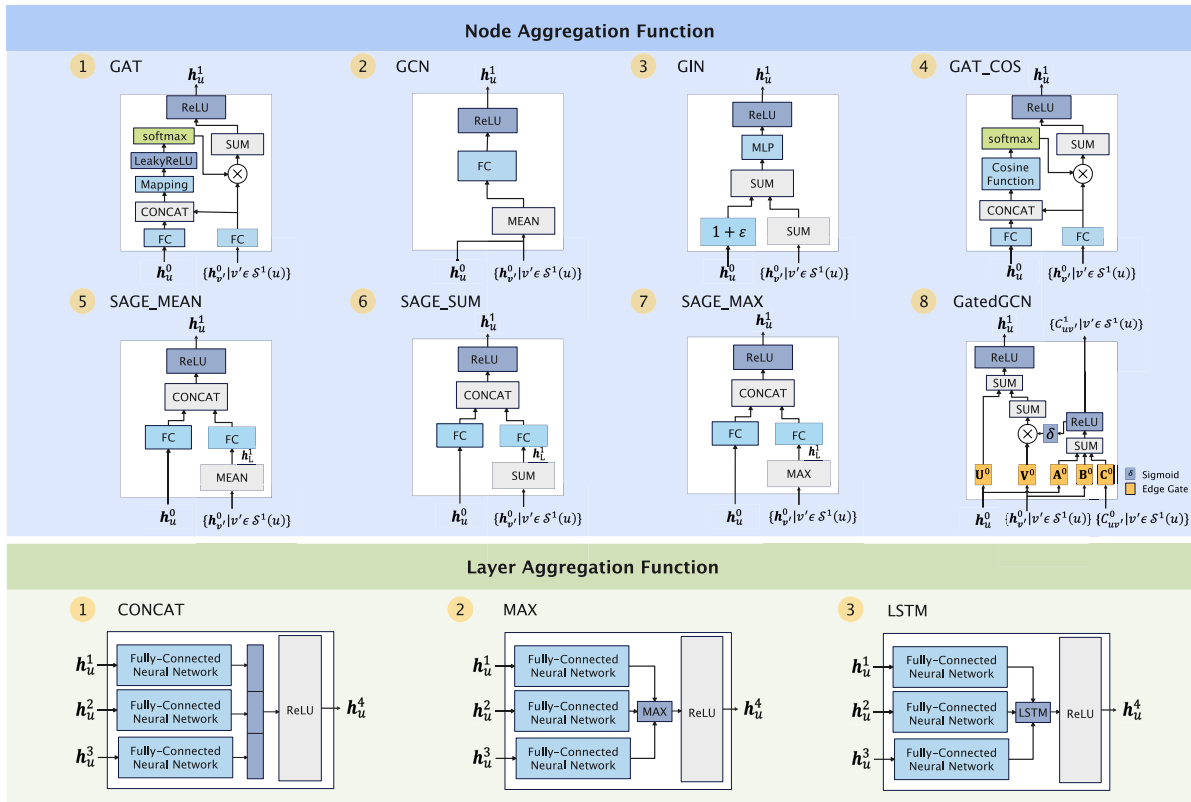 Node Aggregation Function
1 GAT
h_u^1
ReLU
softmax
SUM
LeakyReLU
×
Mapping
CONCAT
FC FC
h_u^0 {h_{v'}^0|v'ϵ S^1(u)}
2 GCN
h_u^1
ReLU
FC
MEAN
h_u^0 {h_{v'}^0|v'ϵ S^1(u)}
3 GIN
h_u^1
ReLU
MLP
SUM
1 + ε SUM
h_u^0 {h_{v'}^0|v'ϵ S^1(u)}
4 GAT_COS
h_u^1
ReLU
softmax
SUM
Cosine
Function
×
CONCAT
FC FC
h_u^0 {h_{v'}^0|v'ϵ S^1(u)}
5 SAGE_MEAN
h_u^1
ReLU
CONCAT
FC FC
h_L^1
MEAN
h_u^0 {h_{v'}^0|v'ϵ S^1(u)}
6 SAGE_SUM
h_u^1
ReLU
CONCAT
FC FC
h_L^1
SUM
h_u^0 {h_{v'}^0|v'ϵ S^1(u)}
7 SAGE_MAX
h_u^1
ReLU
CONCAT
FC FC
h_L^1
MAX
h_u^0 {h_{v'}^0|v'ϵ S^1(u)}
8 GatedGCN
h_u^1 {C_{uv'}^1|v'ϵ S^1(u)}
ReLU
SUM
SUM
ReLU
× δ
SUM
U^0 V^0 A^0 B^0 C^0
δ Sigmoid
Edge Gate
h_u^0 {h_{v'}^0|v'ϵ S^1(u)} {C_{uv'}^0|v'ϵ S^1(u)}
Layer Aggregation Function
1 CONCAT
h_u^1 Fully-Connected
Neural Network
h_u^2 Fully-Connected
Neural Network
h_u^3 Fully-Connected
Neural Network
ReLU
h_u^4
2 MAX
h_u^1 Fully-Connected
Neural Network
h_u^2 Fully-Connected
Neural Network
h_u^3 Fully-Connected
Neural Network
MAX
ReLU
h_u^4
3 LSTM
h_u^1 Fully-Connected
Neural Network
h_u^2 Fully-Connected
Neural Network
h_u^3 Fully-Connected
Neural Network
LSTM
ReLU
h_u^4